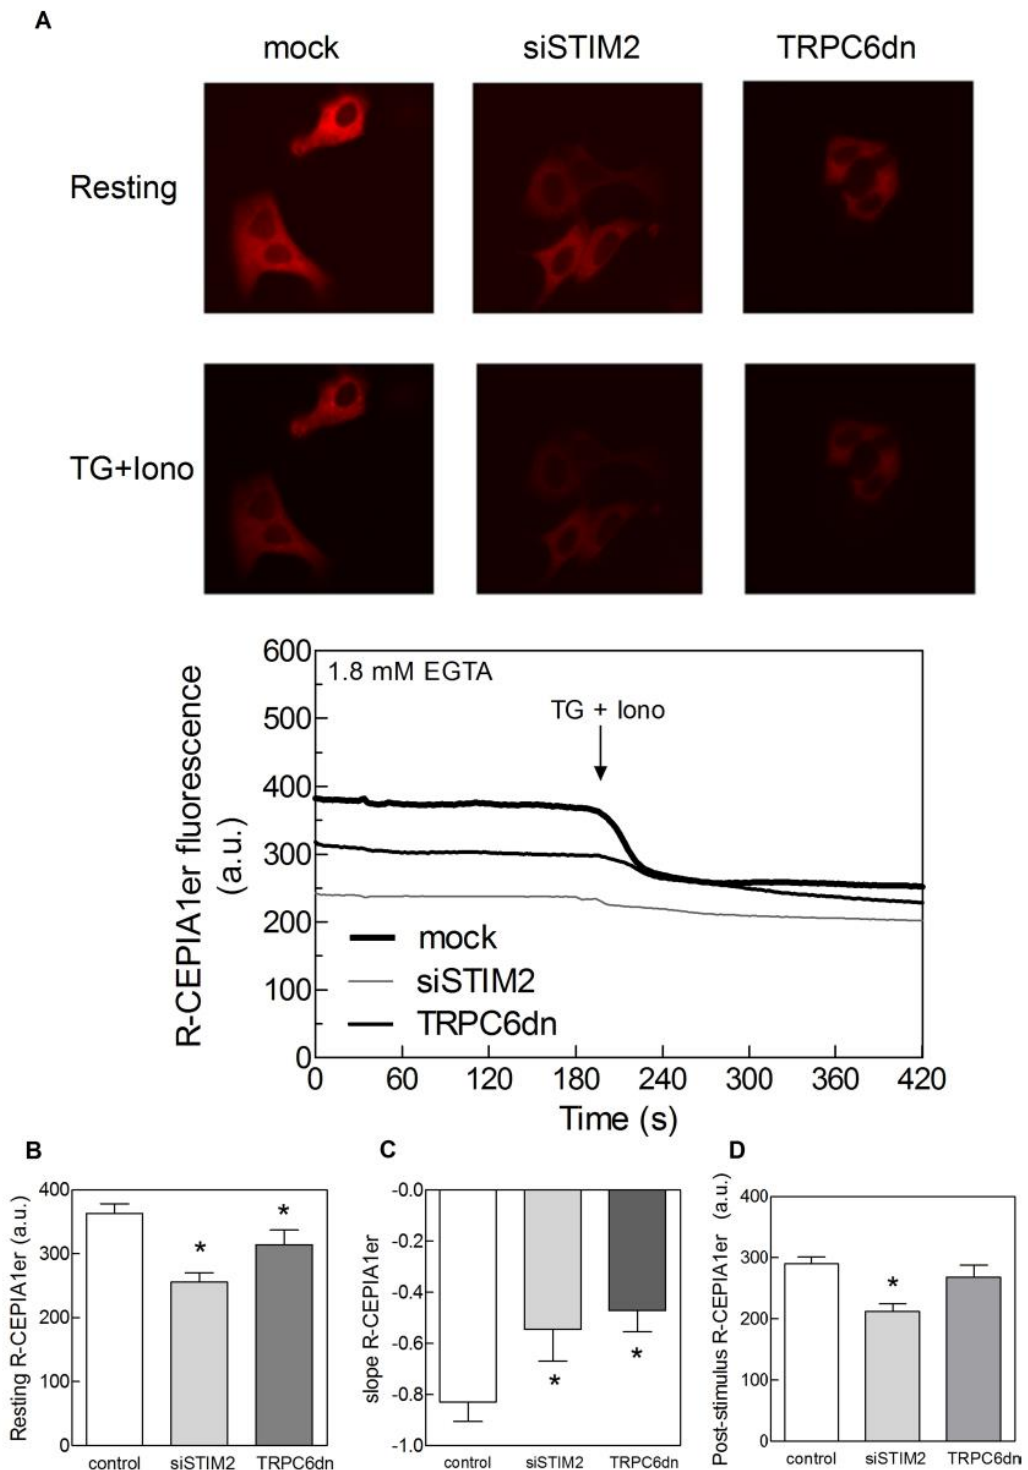 A
mock siSTIM2 TRPC6dn
Resting
TG+Iono
R-CEPIA1er fluorescence
(a.u.)
600
500
400
300
200
100
0
1.8 mM EGTA
TG + Iono
mock
siSTIM2
TRPC6dn
0 60 120 180 240 300 360 420
Time (s)
B
Resting R-CEPIA1er (a.u.)
400
300
200
100
0
*
*
control siSTIM2 TRPC6dn
C
slope R-CEPIA1er
-0.0
-0.2
-0.4
-0.6
-0.8
-1.0
*
*
control siSTIM2 TRPC6dn
D
Post-stimulus R-CEPIA1er (a.u.)
400
300
200
100
0
*
control siSTIM2 TRPC6dn